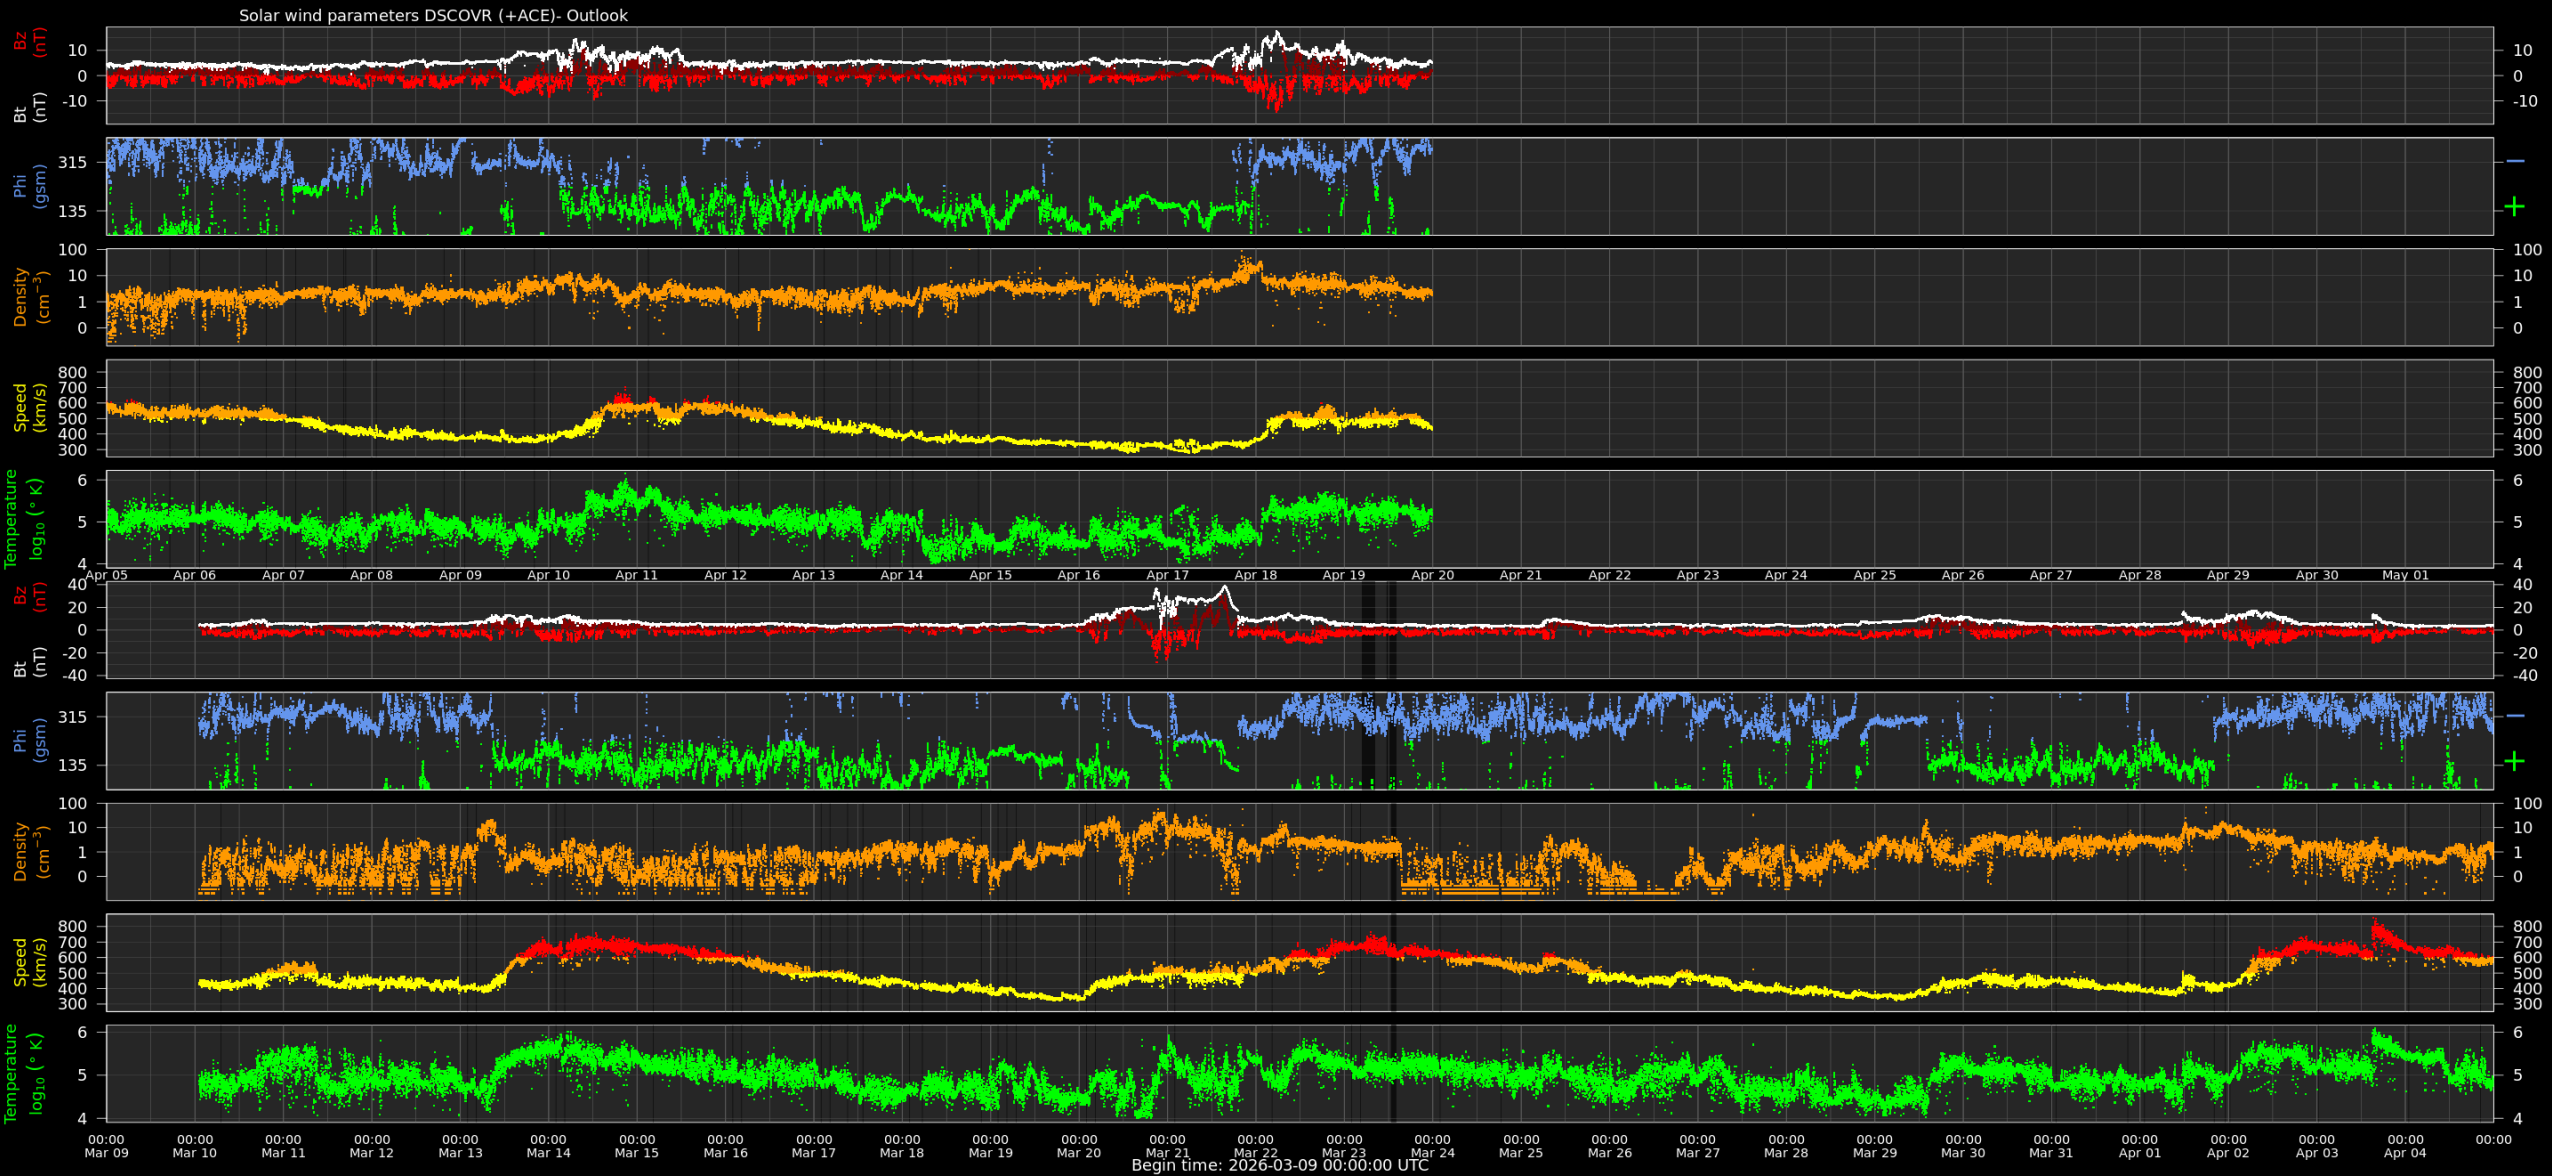 Solar wind parameters DSCOVR (+ACE)- Outlook
Bz
(nT)
Bt
(nT)
10
0
-10
10
0
-10
Phi
(gsm)
315
135
−
+
Density
(cm⁻³)
100
10
1
0
100
10
1
0
Speed
(km/s)
800
700
600
500
400
300
800
700
600
500
400
300
Temperature
log₁₀ (° K)
6
5
4
6
5
4
Apr 05 Apr 06 Apr 07 Apr 08 Apr 09 Apr 10 Apr 11 Apr 12 Apr 13 Apr 14 Apr 15 Apr 16 Apr 17 Apr 18 Apr 19 Apr 20 Apr 21 Apr 22 Apr 23 Apr 24 Apr 25 Apr 26 Apr 27 Apr 28 Apr 29 Apr 30 May 01
Bz
(nT)
Bt
(nT)
40
20
0
-20
-40
40
20
0
-20
-40
Phi
(gsm)
315
135
−
+
Density
(cm⁻³)
100
10
1
0
100
10
1
0
Speed
(km/s)
800
700
600
500
400
300
800
700
600
500
400
300
Temperature
log₁₀ (° K)
6
5
4
6
5
4
00:00 00:00 00:00 00:00 00:00 00:00 00:00 00:00 00:00 00:00 00:00 00:00 00:00 00:00 00:00 00:00 00:00 00:00 00:00 00:00 00:00 00:00 00:00 00:00 00:00 00:00 00:00 00:00
Mar 09 Mar 10 Mar 11 Mar 12 Mar 13 Mar 14 Mar 15 Mar 16 Mar 17 Mar 18 Mar 19 Mar 20 Mar 21 Mar 22 Mar 23 Mar 24 Mar 25 Mar 26 Mar 27 Mar 28 Mar 29 Mar 30 Mar 31 Apr 01 Apr 02 Apr 03 Apr 04
Begin time: 2026-03-09 00:00:00 UTC